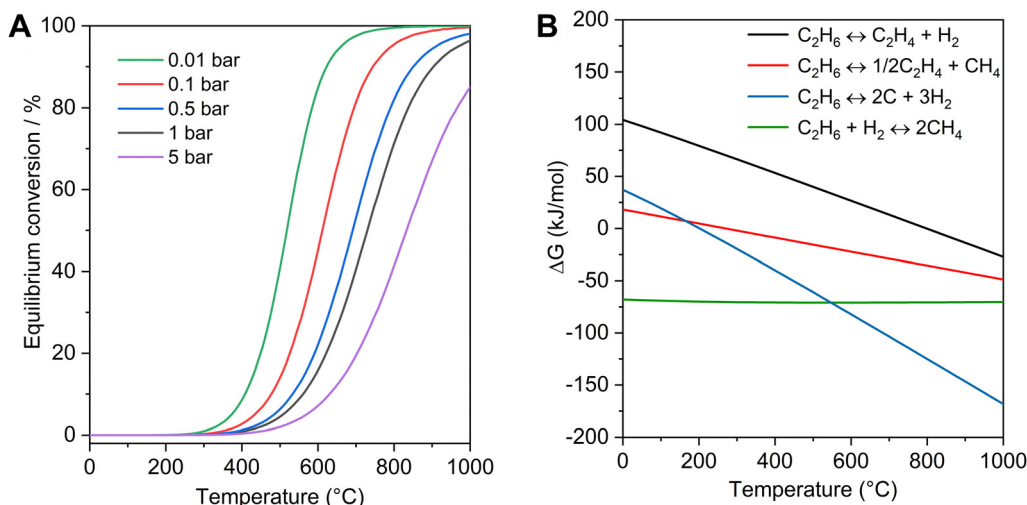 A
100
80
60
40
20
0
Equilibrium conversion / %
0.01 bar
0.1 bar
0.5 bar
1 bar
5 bar
0 200 400 600 800 1000
Temperature (°C)
B
200
150
100
50
0
-50
-100
-150
-200
ΔG (kJ/mol)
C₂H₆ ↔ C₂H₄ + H₂
C₂H₆ ↔ 1/2C₂H₄ + CH₄
C₂H₆ ↔ 2C + 3H₂
C₂H₆ + H₂ ↔ 2CH₄
0 200 400 600 800 1000
Temperature (°C)